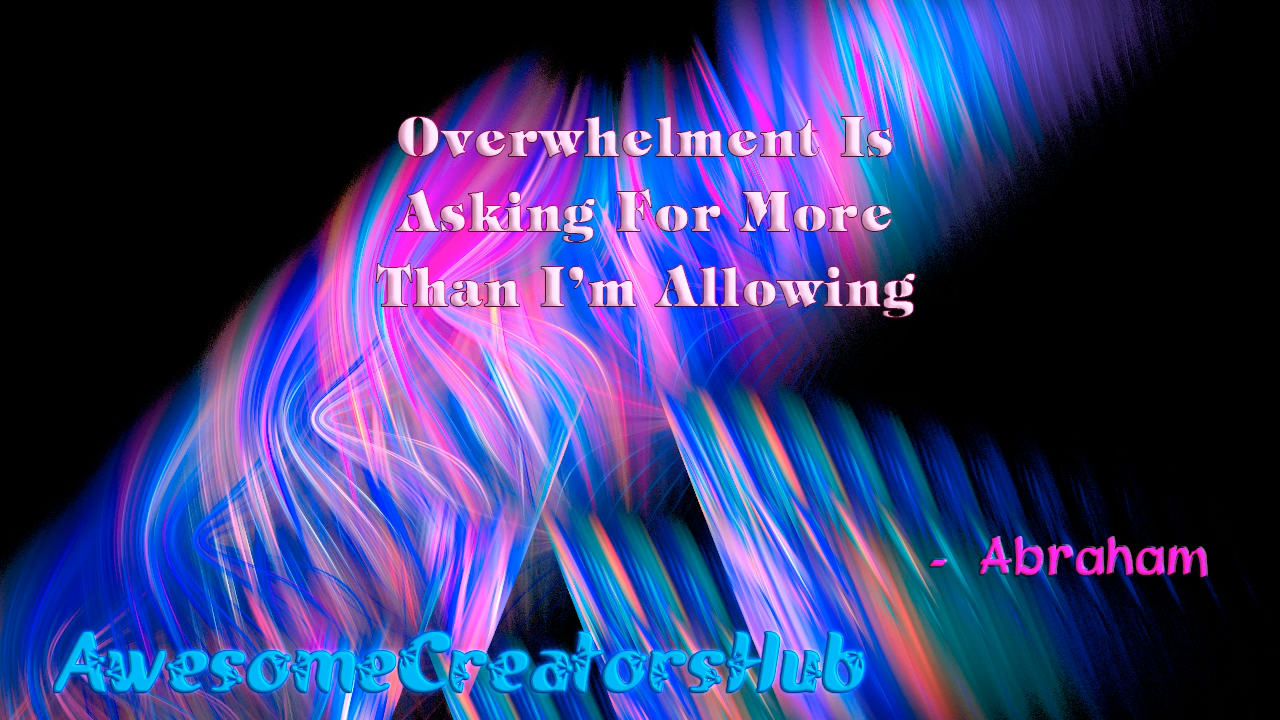 Overwhelment Is
Asking For More
Than I'm Allowing
- Abraham
AwesomeCreatorsHub